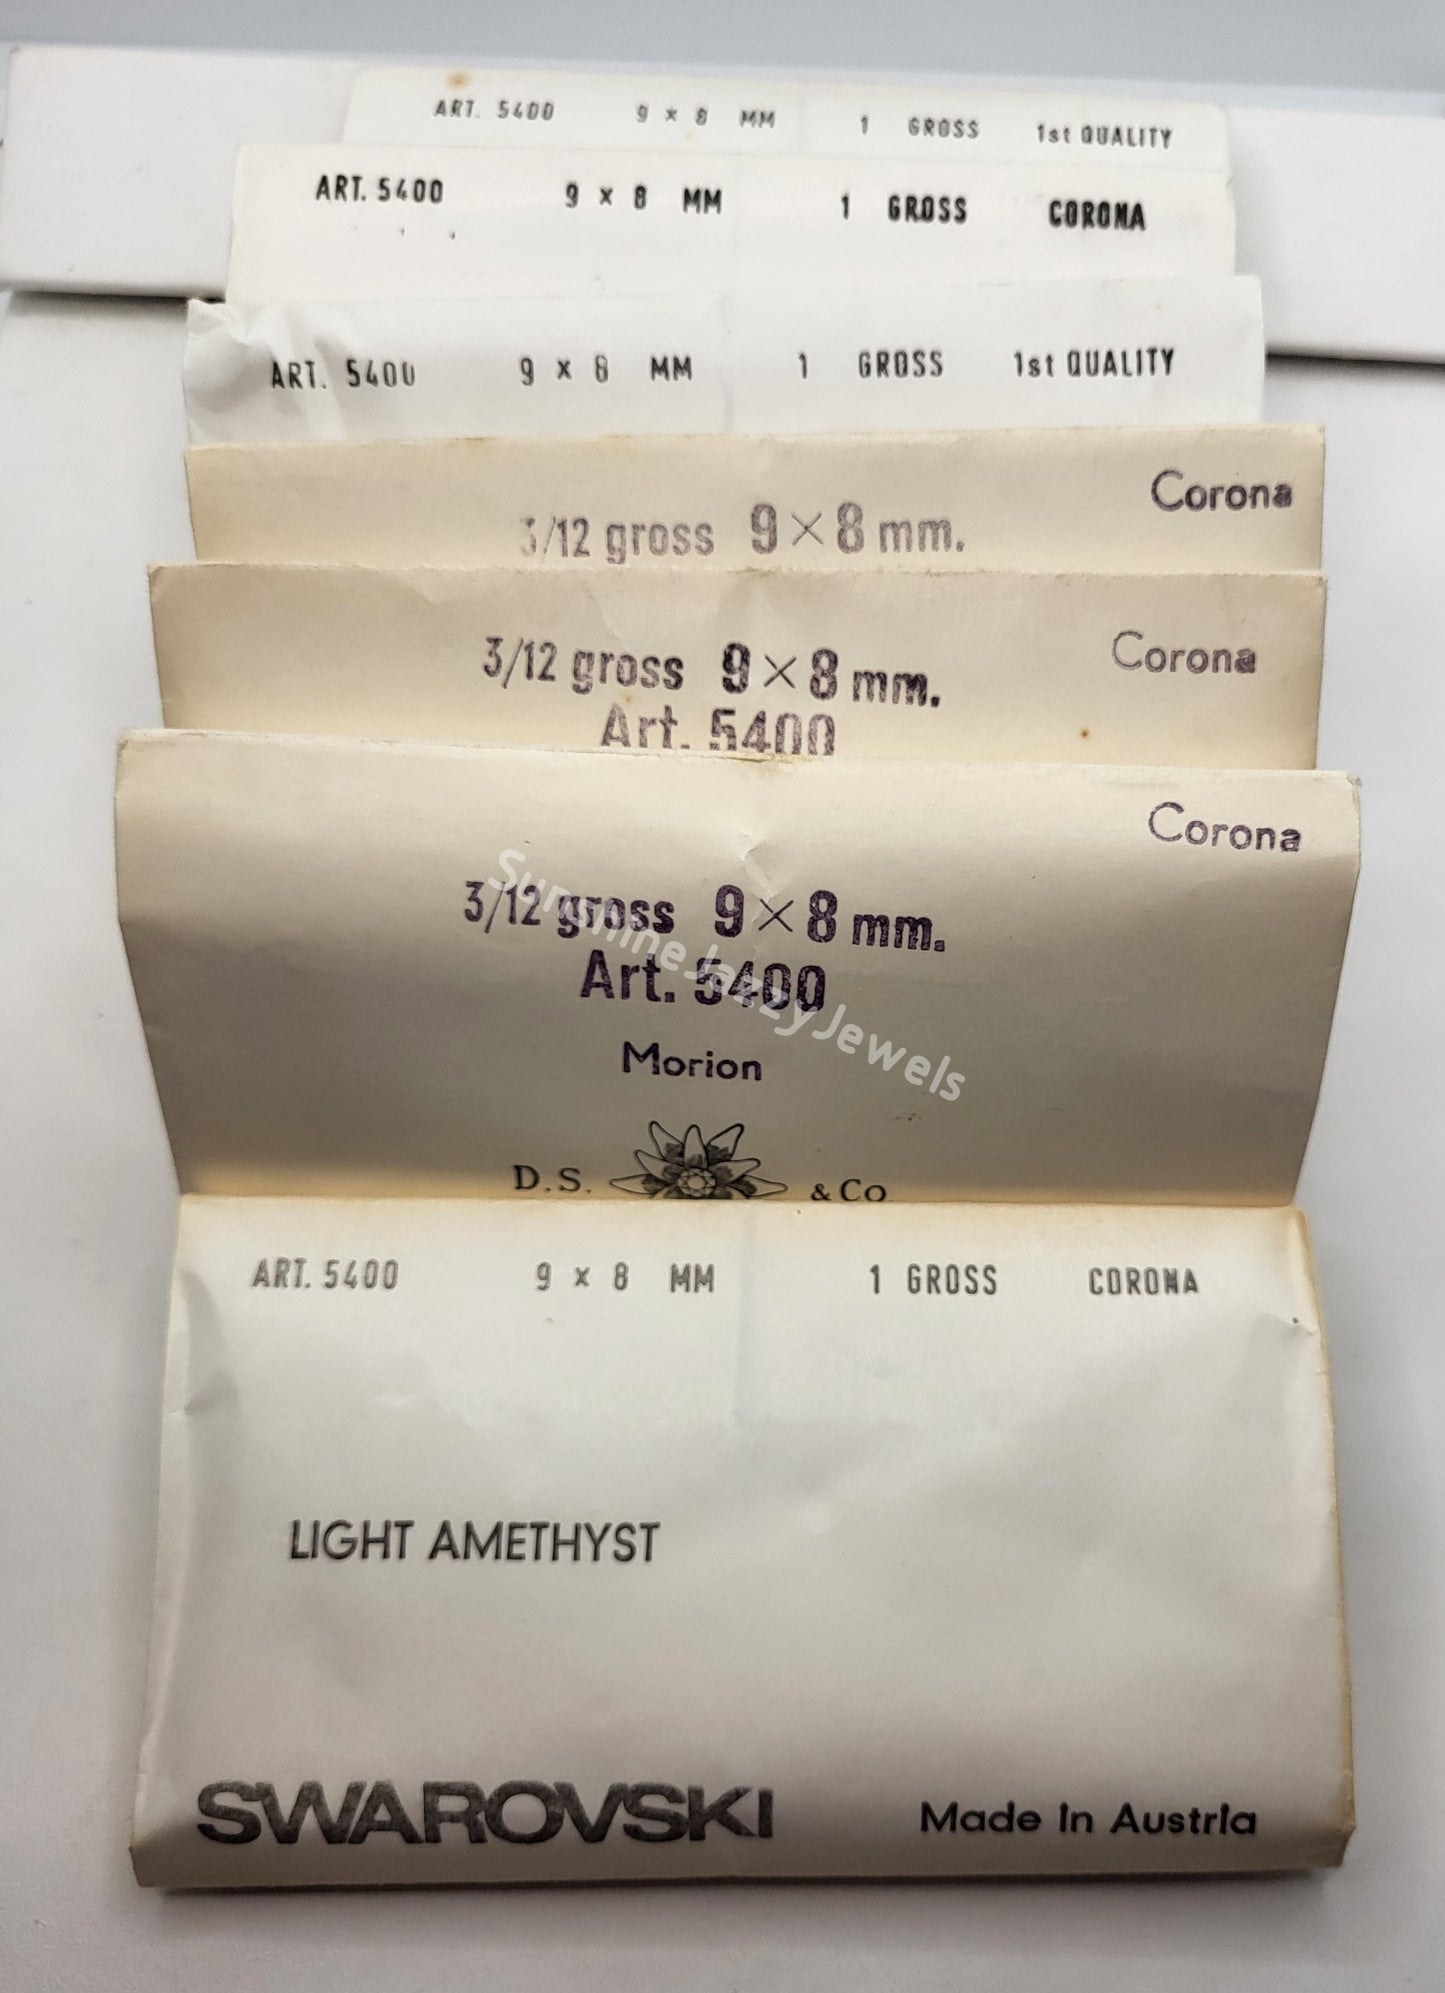 ART. 5400 9 x 8 MM 1 GROSS 1st QUALITY
ART. 5400 9 x 8 MM 1 GROSS CORONA
ART. 5400 9 x 8 MM 1 GROSS 1st QUALITY
Corona
3/12 gross 9 × 8 mm.
Corona
3/12 gross 9 × 8 mm.
Art. 5400
Corona
3/12 gross 9 × 8 mm.
Art. 5400
SunshineJazzyJewels
Morion
D.S. & Co
ART. 5400 9 x 8 MM 1 GROSS CORONA
LIGHT AMETHYST
SWAROVSKI Made in Austria